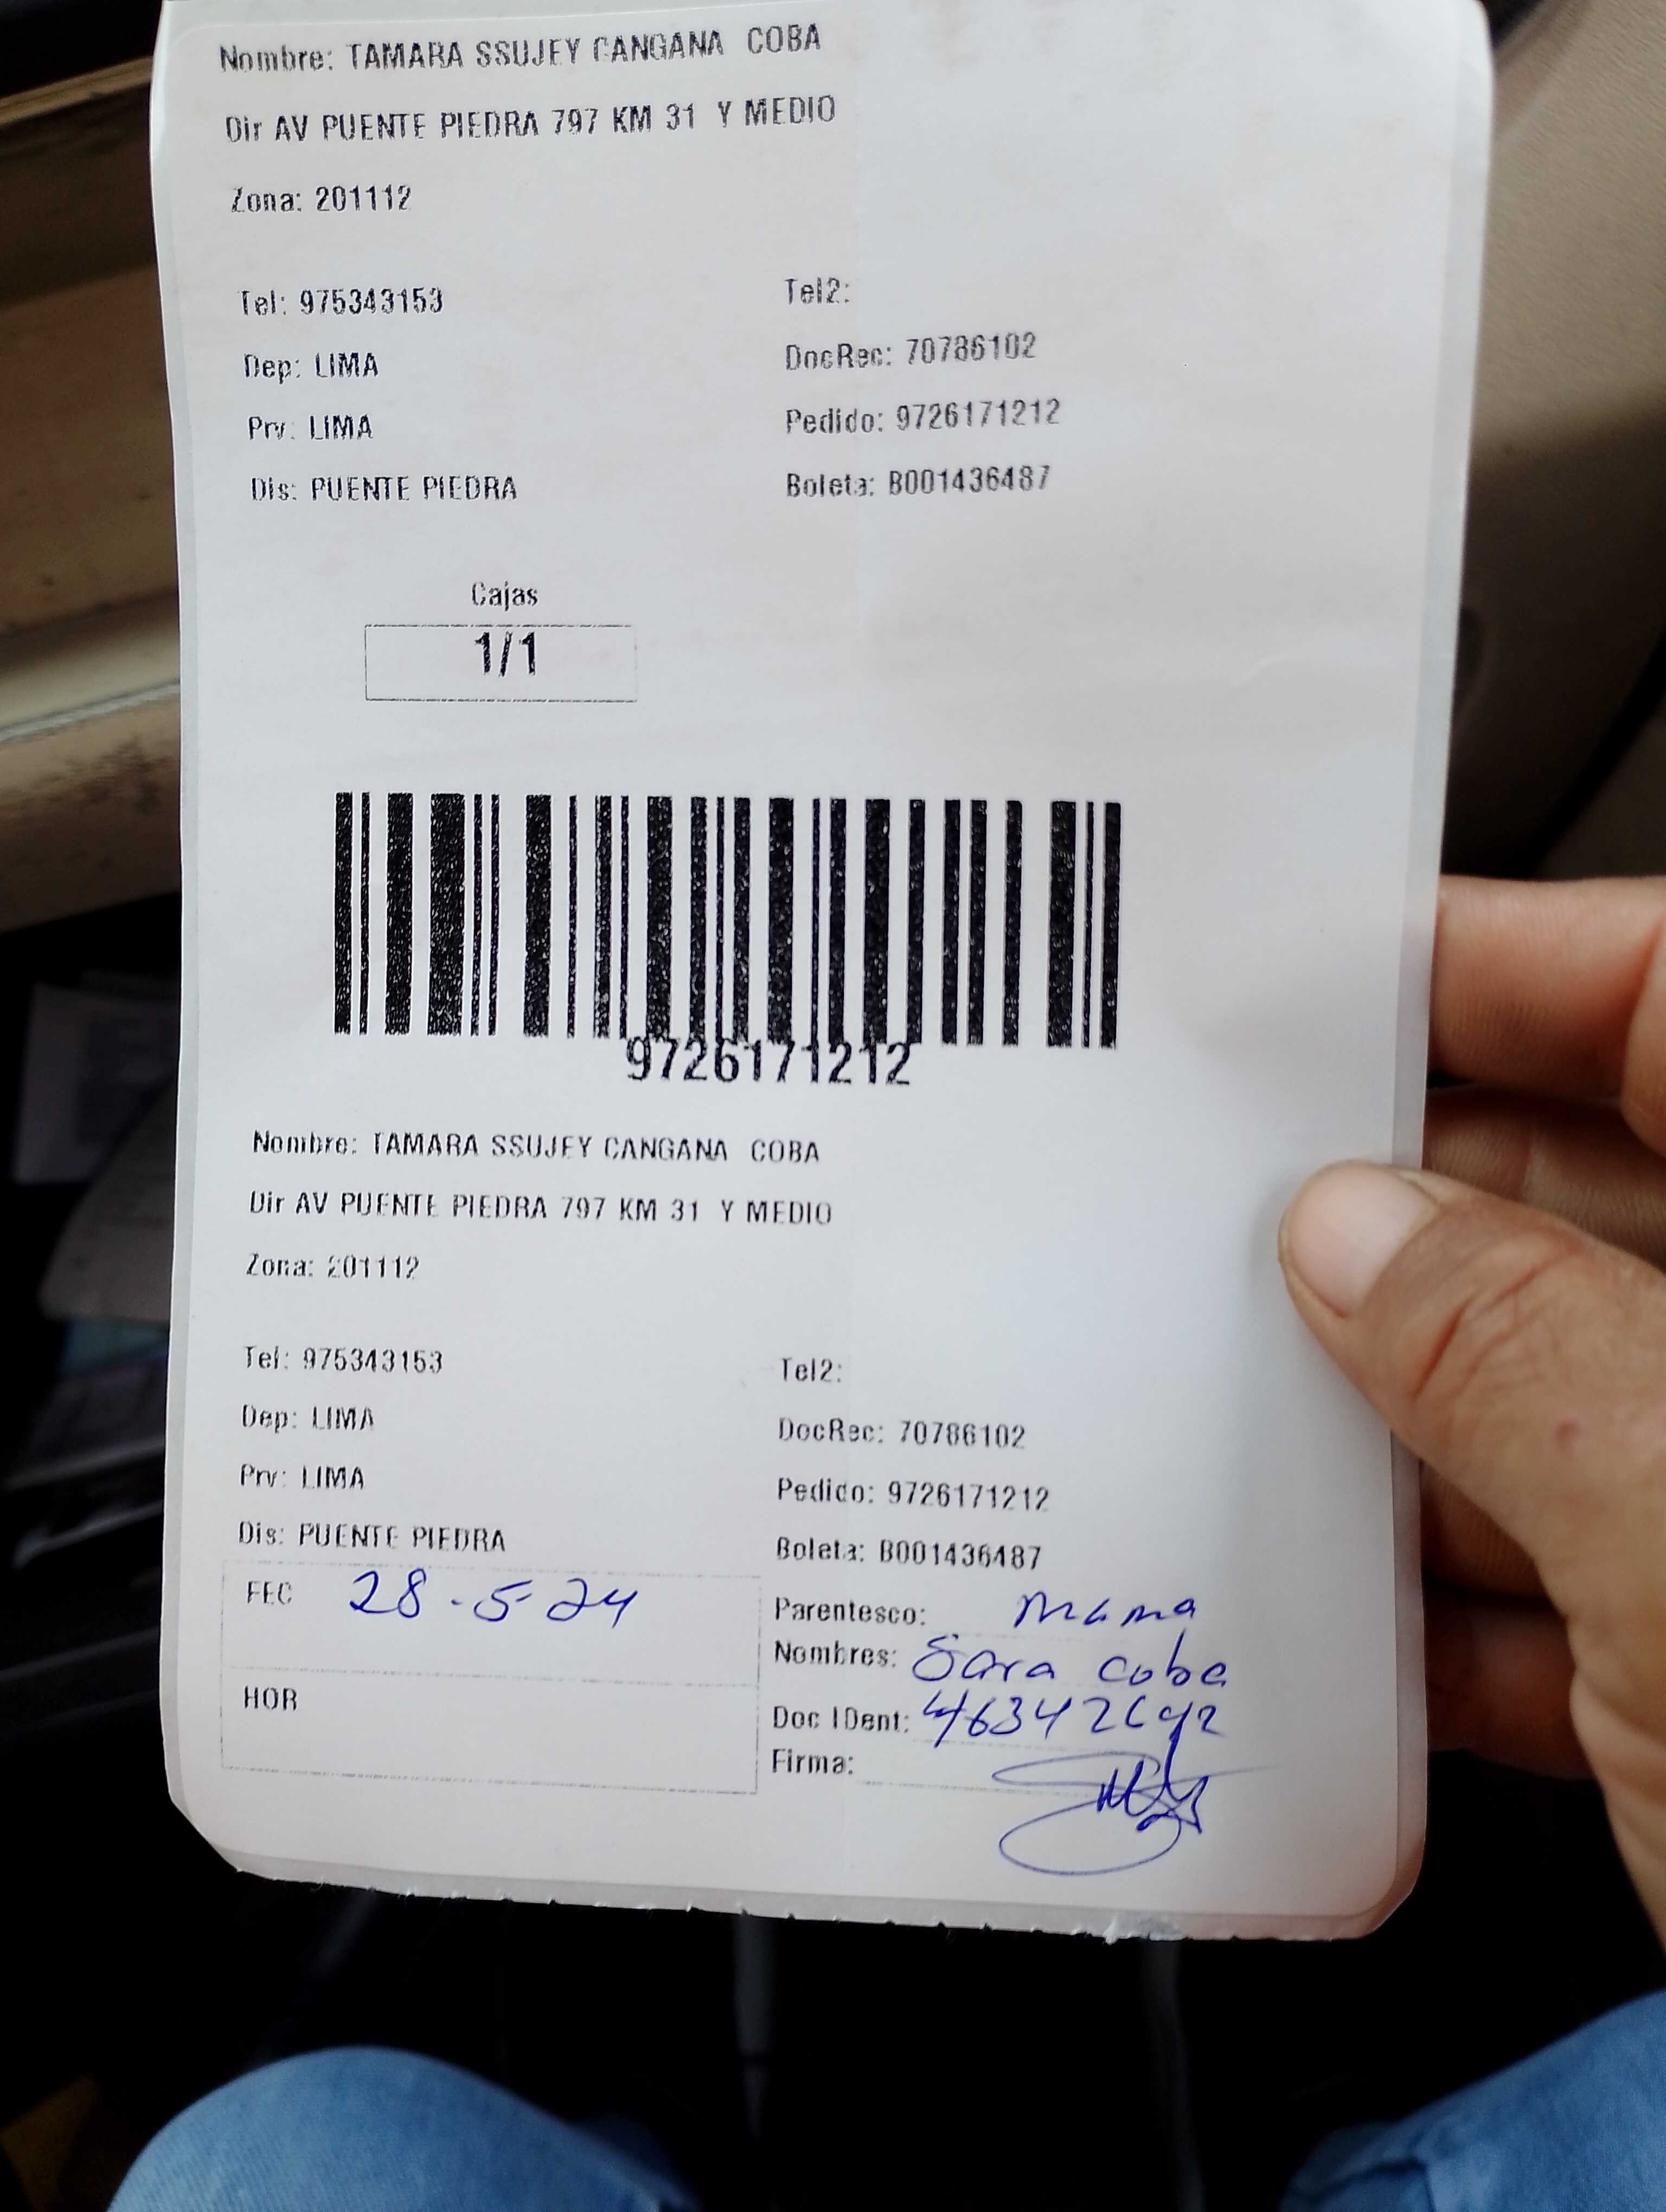 Nombre: TAMARA SSUJEY CANGANA COBA
Dir AV PUENTE PIEDRA 797 KM 31 Y MEDIO
Zona: 201112
Tel: 975343153 Tel2:
Dep: LIMA DocRec: 70786102
Prv: LIMA Pedido: 9726171212
Dis: PUENTE PIEDRA Boleta: B001436487
Cajas
1/1
9726171212
Nombre: TAMARA SSUJEY CANGANA COBA
Dir AV PUENTE PIEDRA 797 KM 31 Y MEDIO
Zona: 201112
Tel: 975343153 Tel2:
Dep: LIMA DocRec: 70786102
Prv: LIMA Pedido: 9726171212
Dis: PUENTE PIEDRA Boleta: B001436487
FEC 28-5-24 Parentesco: mama
Nombres: Sara coba
HOR Doc IDent:
Firma: